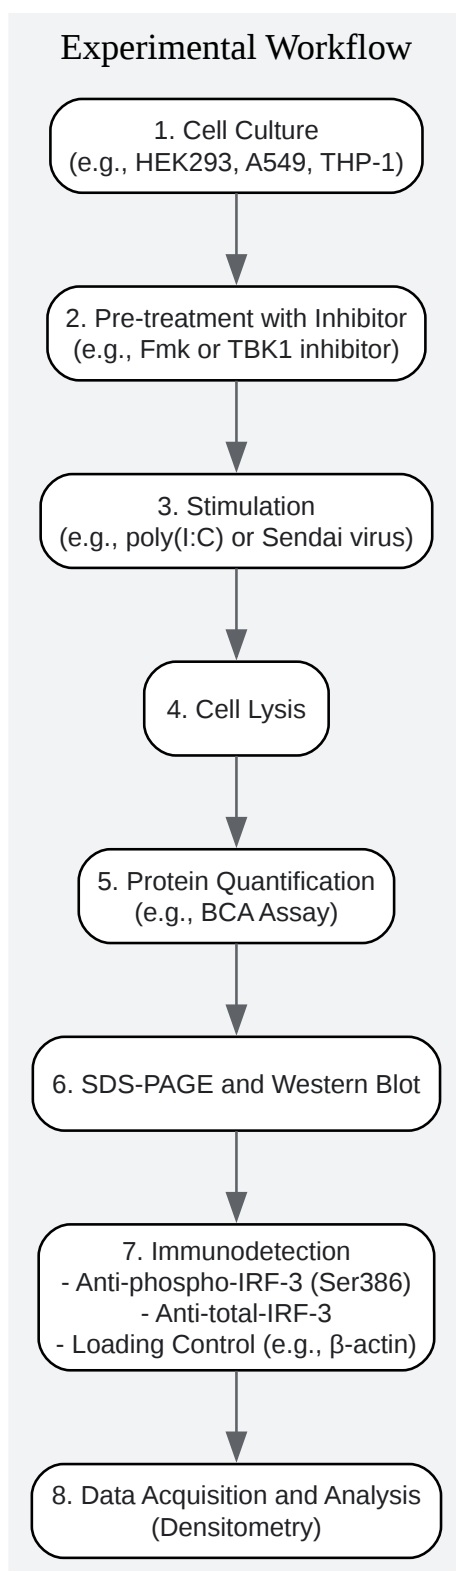 Experimental Workflow
1. Cell Culture
(e.g., HEK293, A549, THP-1)
2. Pre-treatment with Inhibitor
(e.g., Fmk or TBK1 inhibitor)
3. Stimulation
(e.g., poly(I:C) or Sendai virus)
4. Cell Lysis
5. Protein Quantification
(e.g., BCA Assay)
6. SDS-PAGE and Western Blot
7. Immunodetection
- Anti-phospho-IRF-3 (Ser386)
- Anti-total-IRF-3
- Loading Control (e.g., β-actin)
8. Data Acquisition and Analysis
(Densitometry)